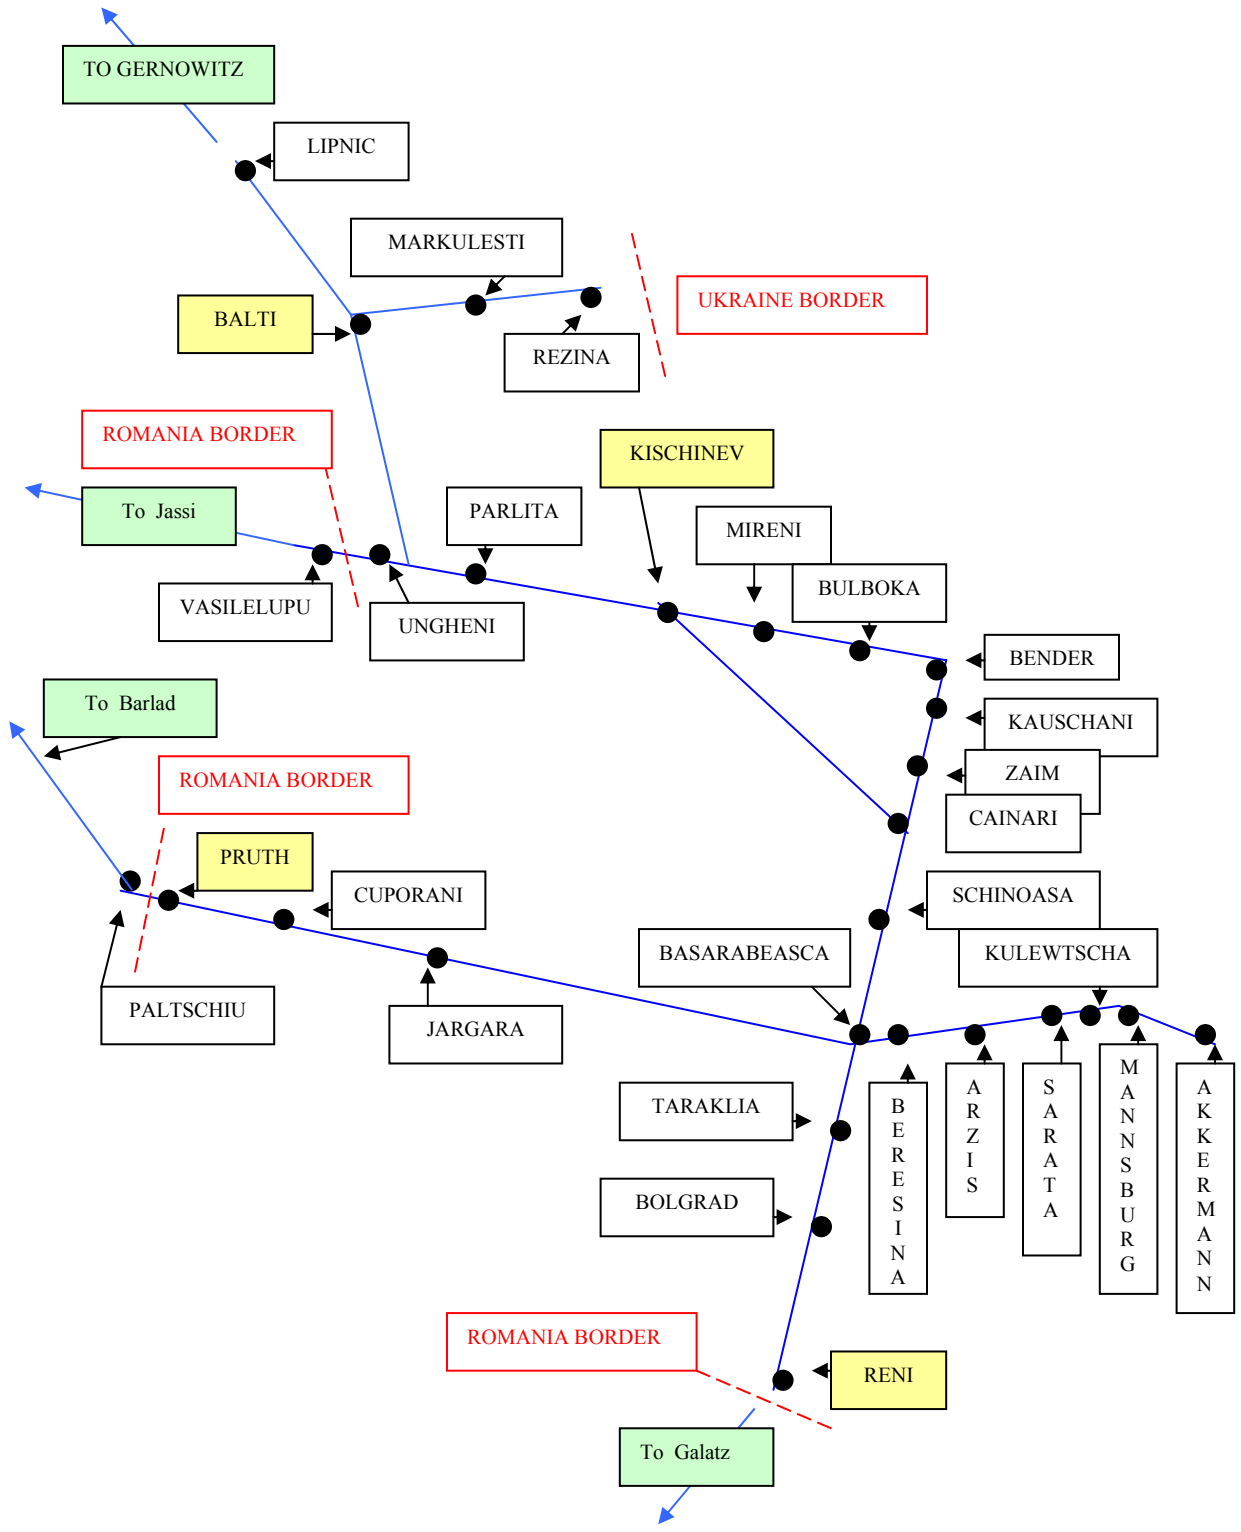 TO GERNOWITZ
LIPNIC
MARKULESTI
UKRAINE BORDER
BALTI
REZINA
ROMANIA BORDER
KISCHINEV
To Jassi
PARLITA
MIRENI
BULBOKA
VASILELUPU
UNGHENI
BENDER
To Barlad
KAUSCHANI
ROMANIA BORDER
ZAIM
CAINARI
PRUTH
CUPORANI
SCHINOASA
BASARABEASCA
KULEWTSCHA
PALTSCHIU
JARGARA
TARAKLIA
BERESINA
ARZIS
SARATA
MANNSBURG
AKKERMANN
BOLGRAD
ROMANIA BORDER
RENI
To Galatz